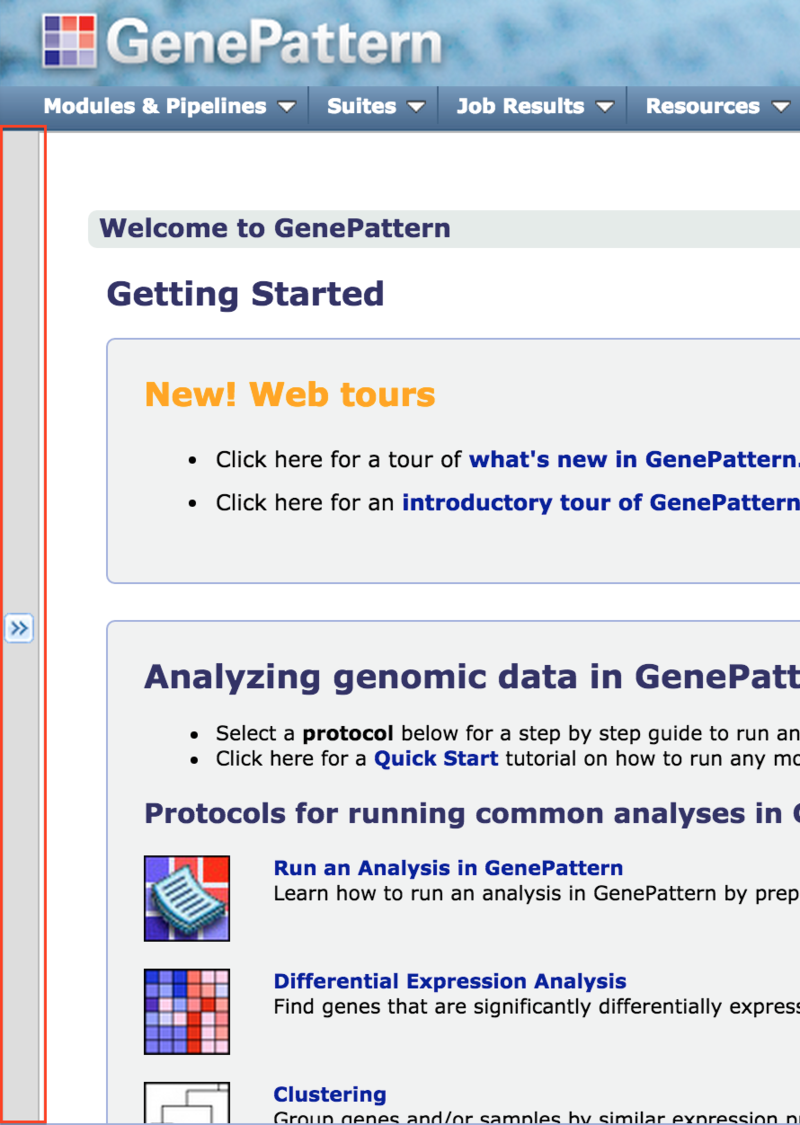 GenePattern
Modules & Pipelines Suites Job Results Resources
Welcome to GenePattern
Getting Started
New! Web tours
• Click here for a tour of what's new in GenePattern.
• Click here for an introductory tour of GenePattern
Analyzing genomic data in GenePatt
• Select a protocol below for a step by step guide to run an
• Click here for a Quick Start tutorial on how to run any mo
Protocols for running common analyses in
Run an Analysis in GenePattern
Learn how to run an analysis in GenePattern by prep
Differential Expression Analysis
Find genes that are significantly differentially express
Clustering
Group genes and/or samples by similar expression